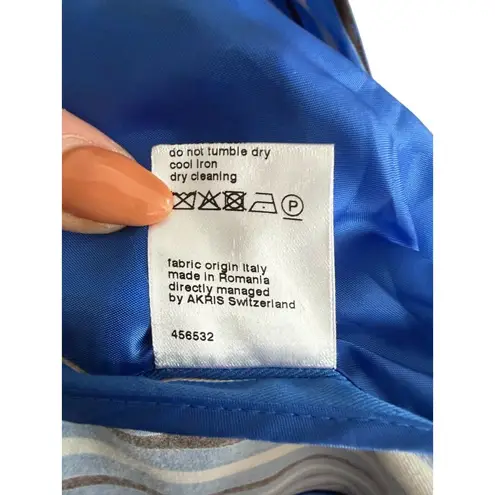 do not tumble dry
cool iron
dry cleaning
P
fabric origin Italy
made in Romania
directly managed
by AKRIS Switzerland
456532